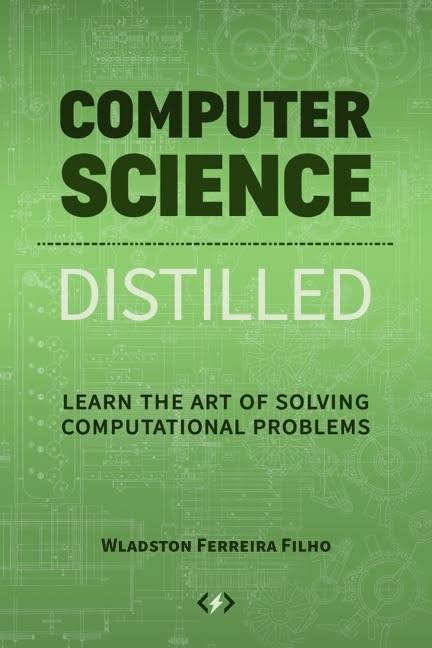 COMPUTER
SCIENCE
DISTILLED
LEARN THE ART OF SOLVING
COMPUTATIONAL PROBLEMS
WLADSTON FERREIRA FILHO